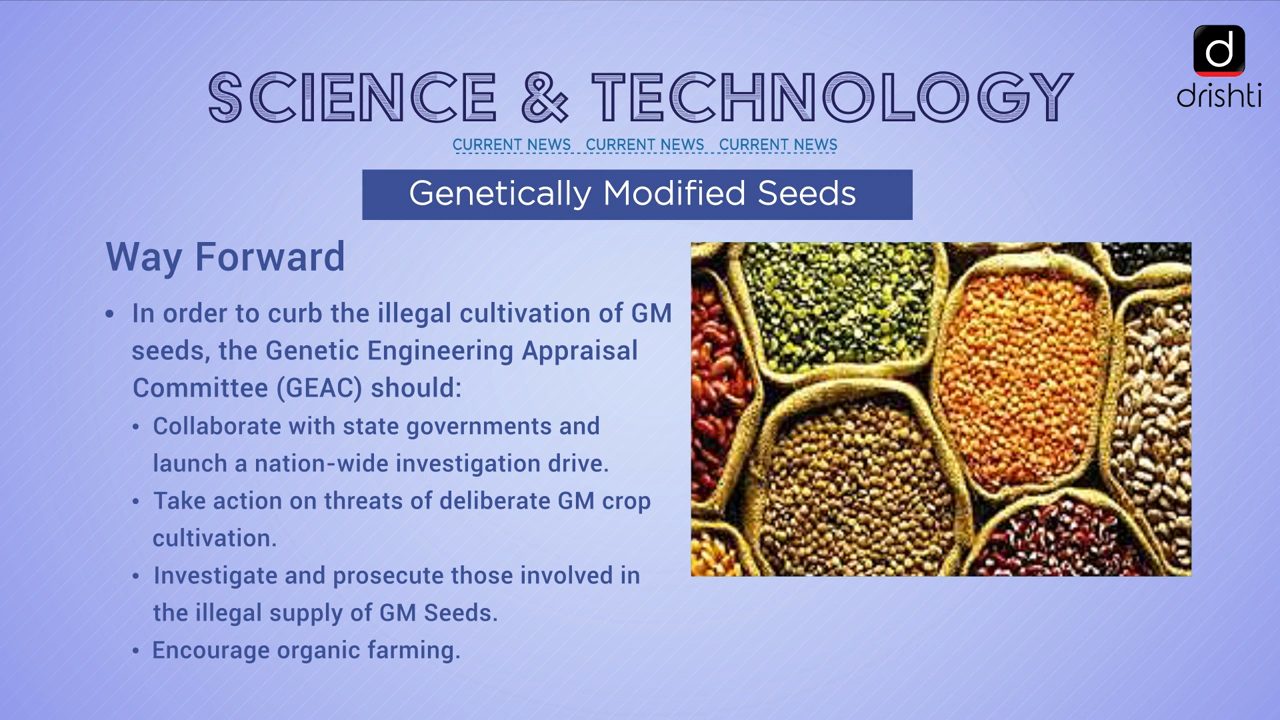 d
drishti
SCIENCE & TECHNOLOGY
CURRENT NEWS CURRENT NEWS CURRENT NEWS
Genetically Modified Seeds
Way Forward
• In order to curb the illegal cultivation of GM
seeds, the Genetic Engineering Appraisal
Committee (GEAC) should:
• Collaborate with state governments and
launch a nation-wide investigation drive.
• Take action on threats of deliberate GM crop
cultivation.
• Investigate and prosecute those involved in
the illegal supply of GM Seeds.
• Encourage organic farming.